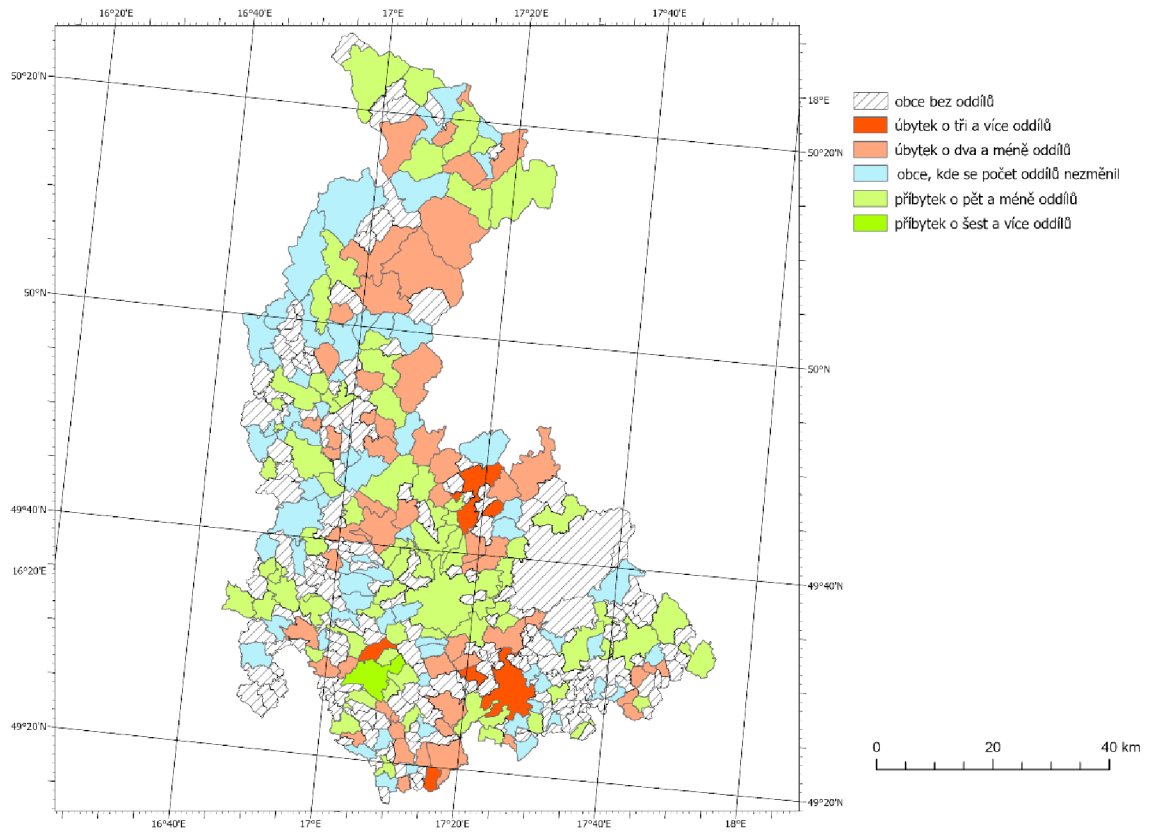 16°20'E 16°40'E 17°E 17°20'E 17°40'E
50°20'N
18°E
50°20'N
50°N
50°N
49°40'N
16°20'E
49°40'N
49°20'N
49°20'N
16°40'E 17°E 17°20'E 17°40'E 18°E
obce bez oddílů
úbytek o tři a více oddílů
úbytek o dva a méně oddílů
obce, kde se počet oddílů nezměnil
příbytek o pět a méně oddílů
příbytek o šest a více oddílů
0 20 40 km